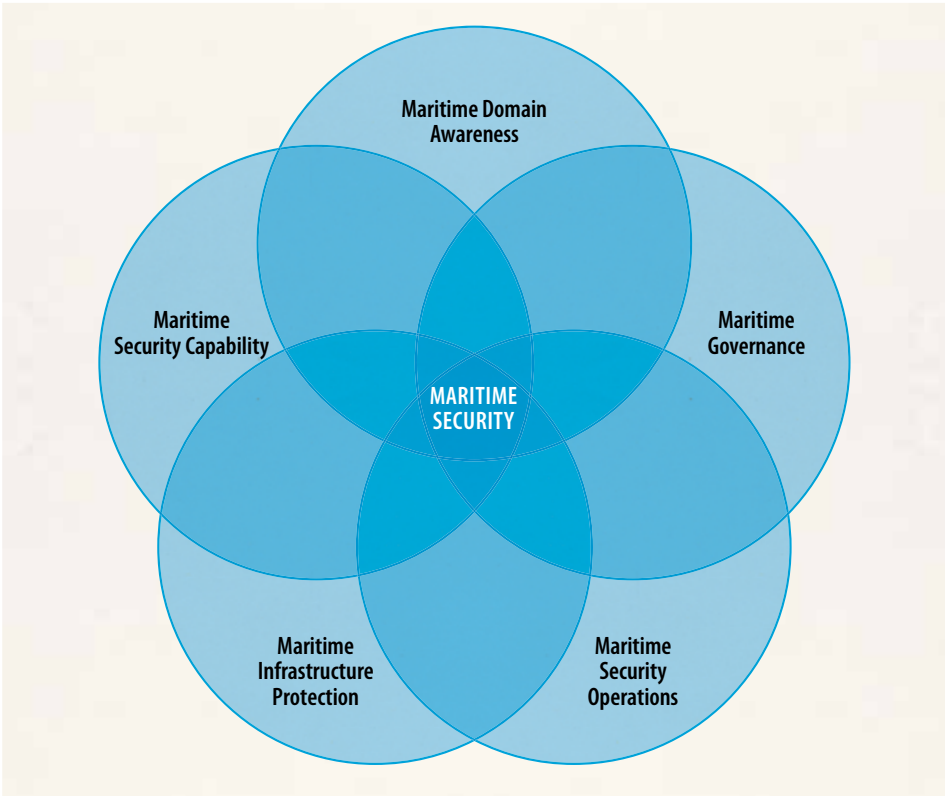 Maritime Domain
Awareness
Maritime
Security Capability
Maritime
Governance
MARITIME
SECURITY
Maritime
Infrastructure
Protection
Maritime
Security
Operations